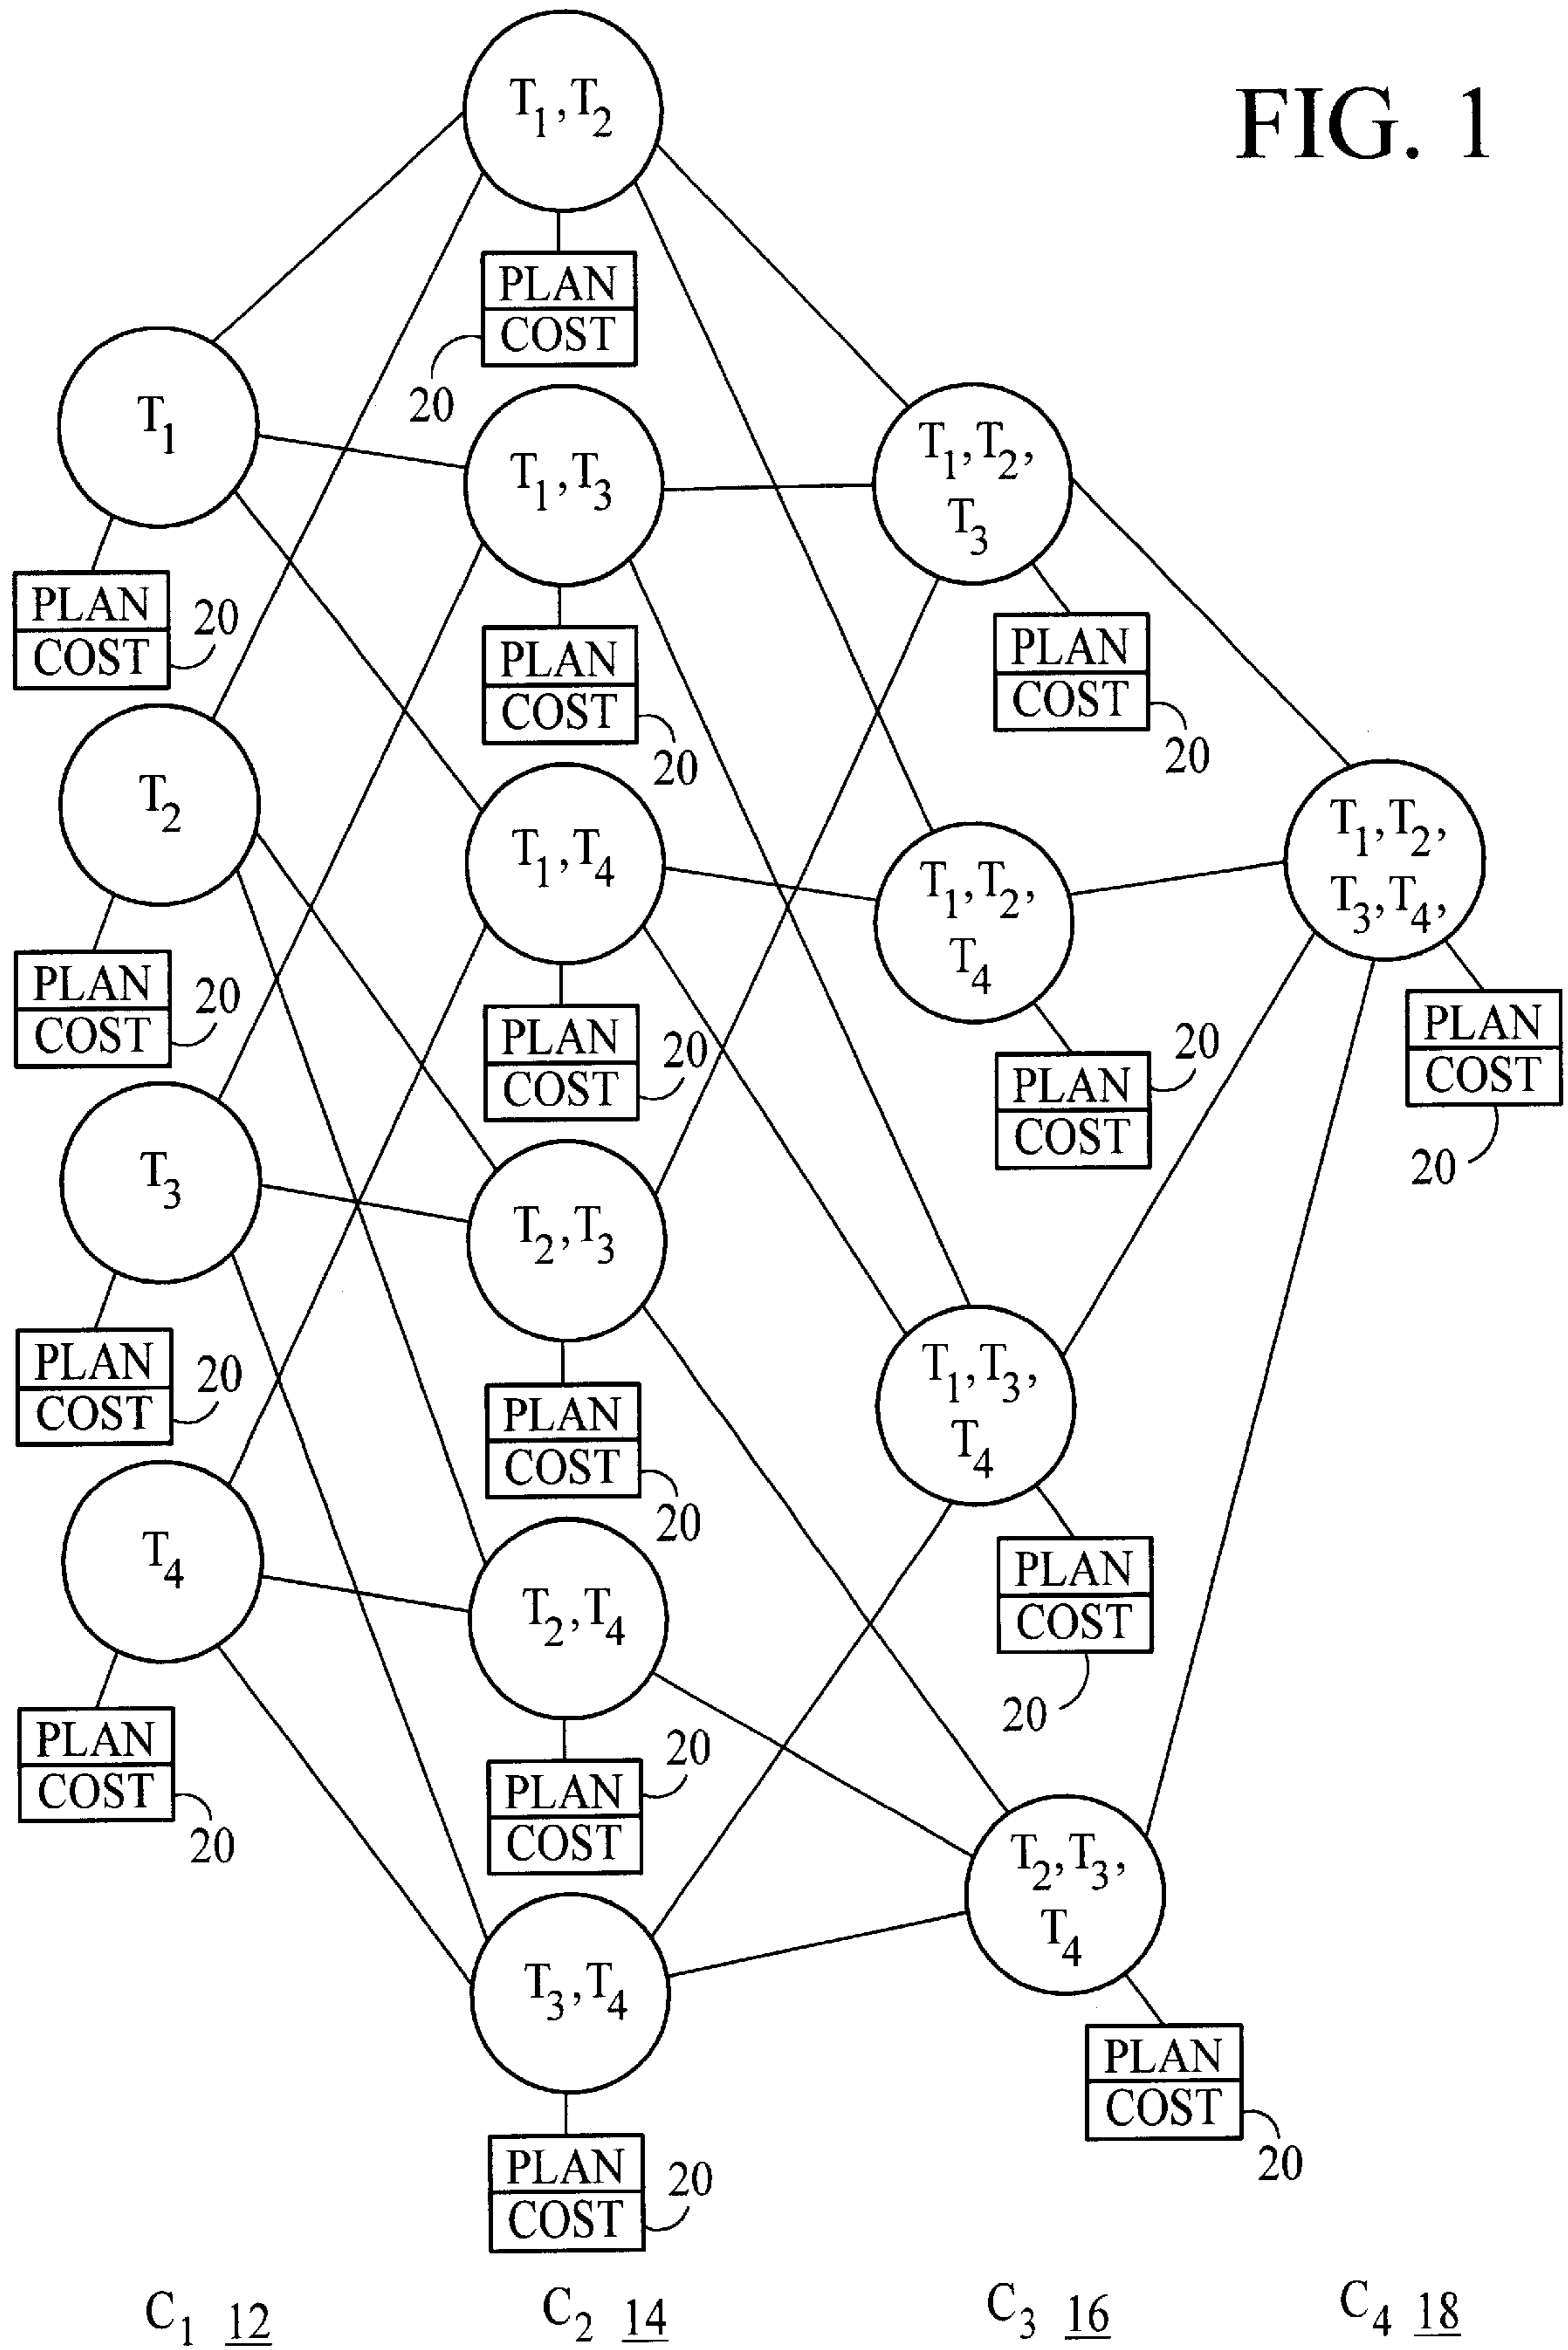 FIG. 1
T1,T2
PLAN
COST
20
T1
PLAN
COST
20
T1,T3
PLAN
COST
20
T1,T2,
T3
PLAN
COST
20
T2
PLAN
COST
20
T1,T4
PLAN
COST
20
T1,T2,
T4
PLAN
COST
20
T1,T2,
T3,T4,
PLAN
COST
20
T3
PLAN
COST
20
T2,T3
PLAN
COST
20
T1,T3,
T4
PLAN
COST
20
T4
PLAN
COST
20
T2,T4
PLAN
COST
20
T3,T4
PLAN
COST
20
T2,T3,
T4
PLAN
COST
20
C1 12
C2 14
C3 16
C4 18